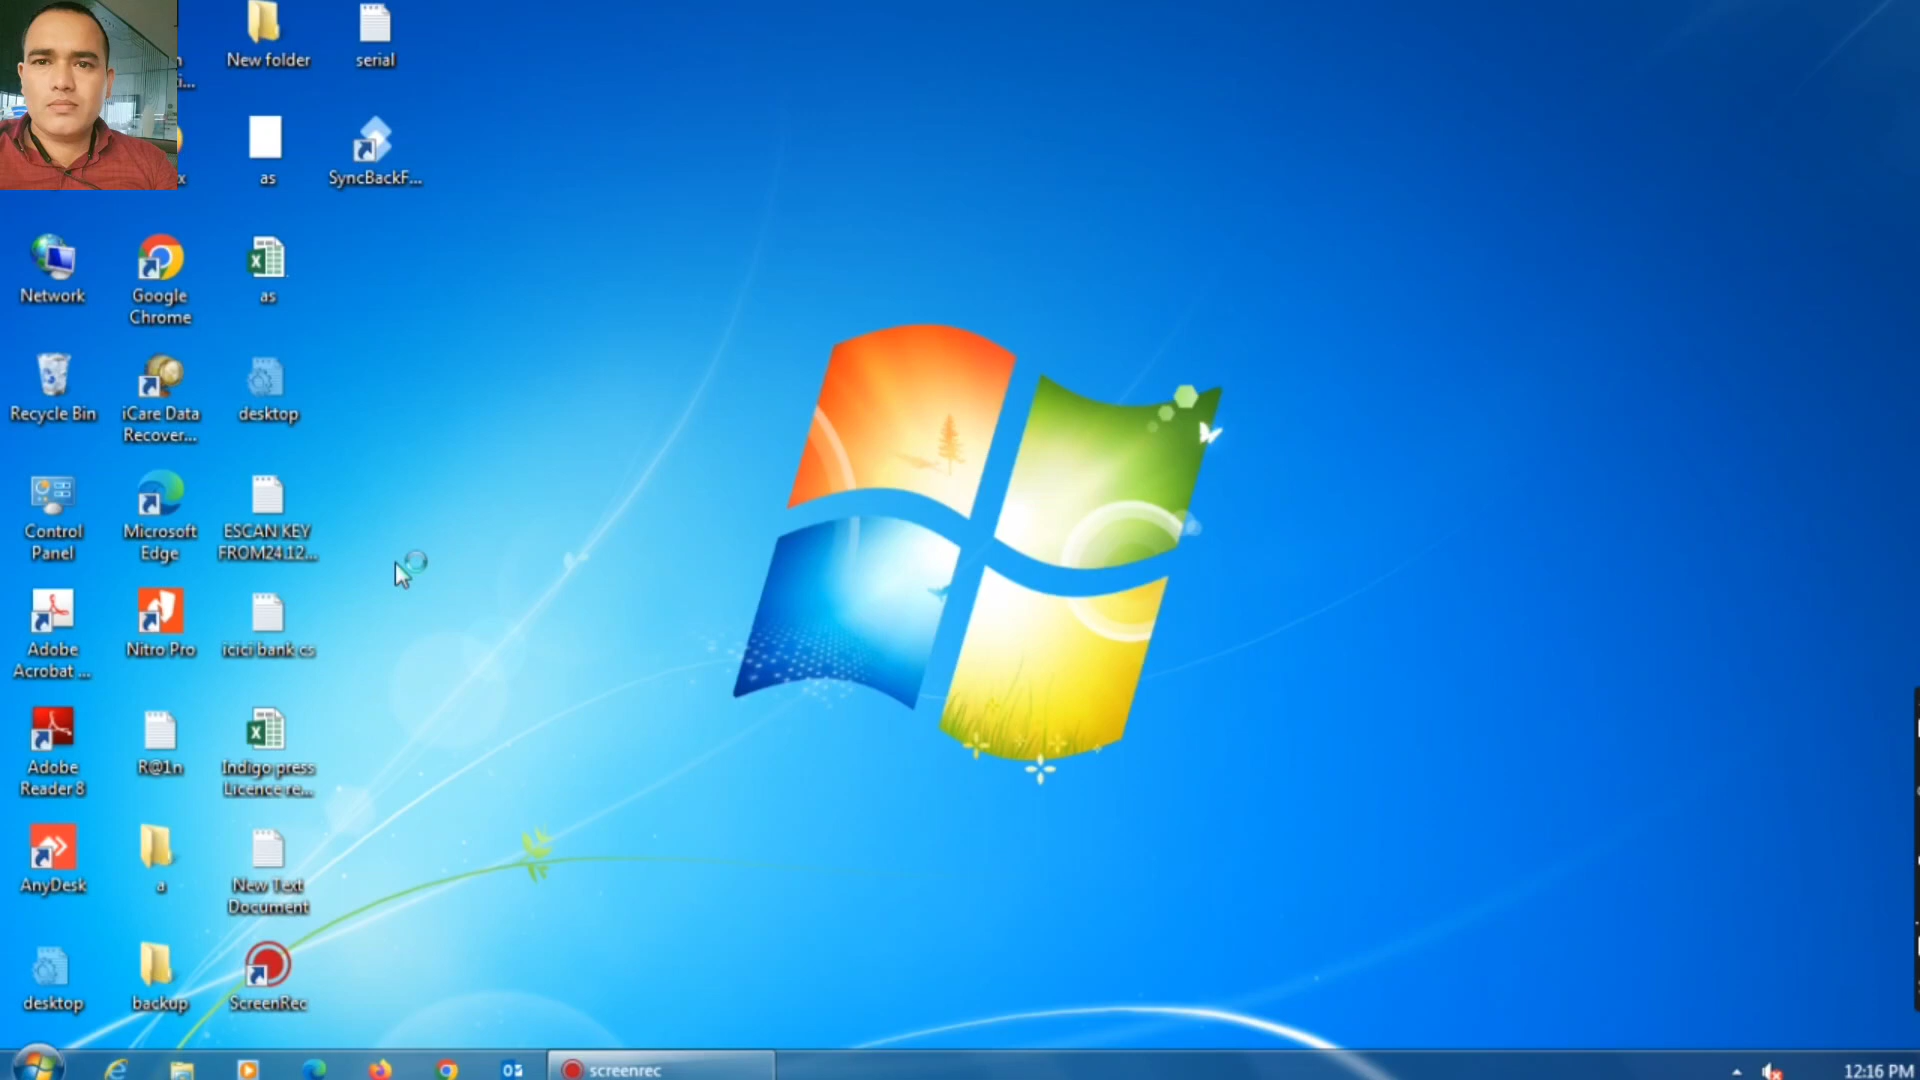 New folder
serial
as
SyncBackF...
Network
Google
Chrome
as
Recycle Bin
iCare Data
Recover...
desktop
Control
Panel
Microsoft
Edge
ESCAN KEY
FROM24.12...
Adobe
Acrobat ...
Nitro Pro
icici bank cs
Adobe
Reader 8
R@1n
Indigo press
Licence re...
AnyDesk
a
New Text
Document
desktop
backup
ScreenRec
screenrec
12:16 PM